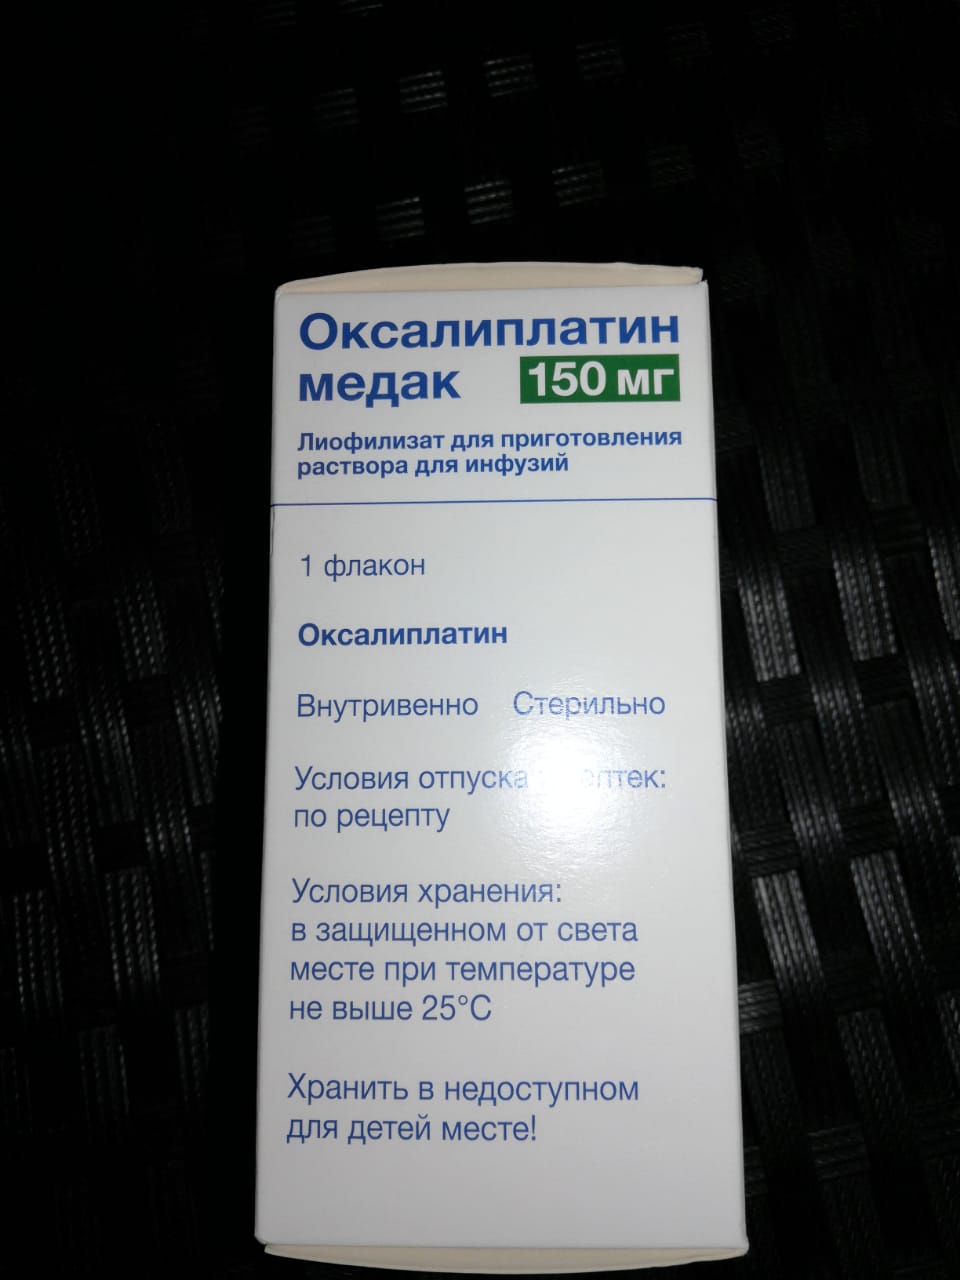 Оксалиплатин
медак 150 мг
Лиофилизат для приготовления
раствора для инфузий
1 флакон
Оксалиплатин
Внутривенно Стерильно
Условия отпуска
по рецепту
Условия хранения:
в защищенном от света
месте при температуре
не выше 25°C
Хранить в недоступном
для детей месте!